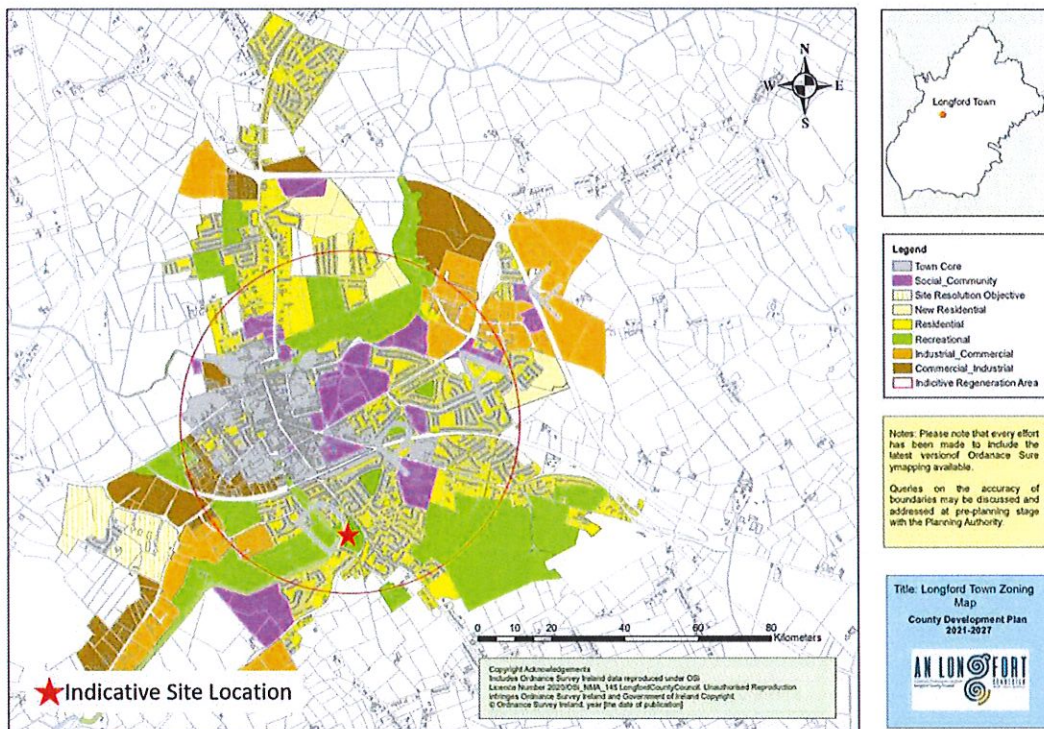 N
W
E
S
Longford Town
Legend
Town Core
Social_Community
Site Resolution Objective
New Residential
Residential
Recreational
Industrial_Commercial
Commercial_Industrial
Indicitive Regeneration Area
Notes: Please note that every effort
has been made to include the
latest versionof Ordanace Sure
ymapping available.
Queries on the accuracy of
boundaries may be discussed and
addressed at pre-planning stage
with the Planning Authority.
Title: Longford Town Zoning
Map
County Development Plan
2021-2027
AN LONGFORT
0 20 40 60 80
Kilometers
Copyright Acknowledgements
Includes Ordnance Survey Ireland data reproduced under OSi
Licence Number 2020/OSi_NMA_145 LongfordCountyCouncil. Unauthorised Reproduction
infringes Ordnance Survey Ireland and Government of Ireland Copyright.
© Ordnance Survey Ireland, year [the date of publication]
Indicative Site Location